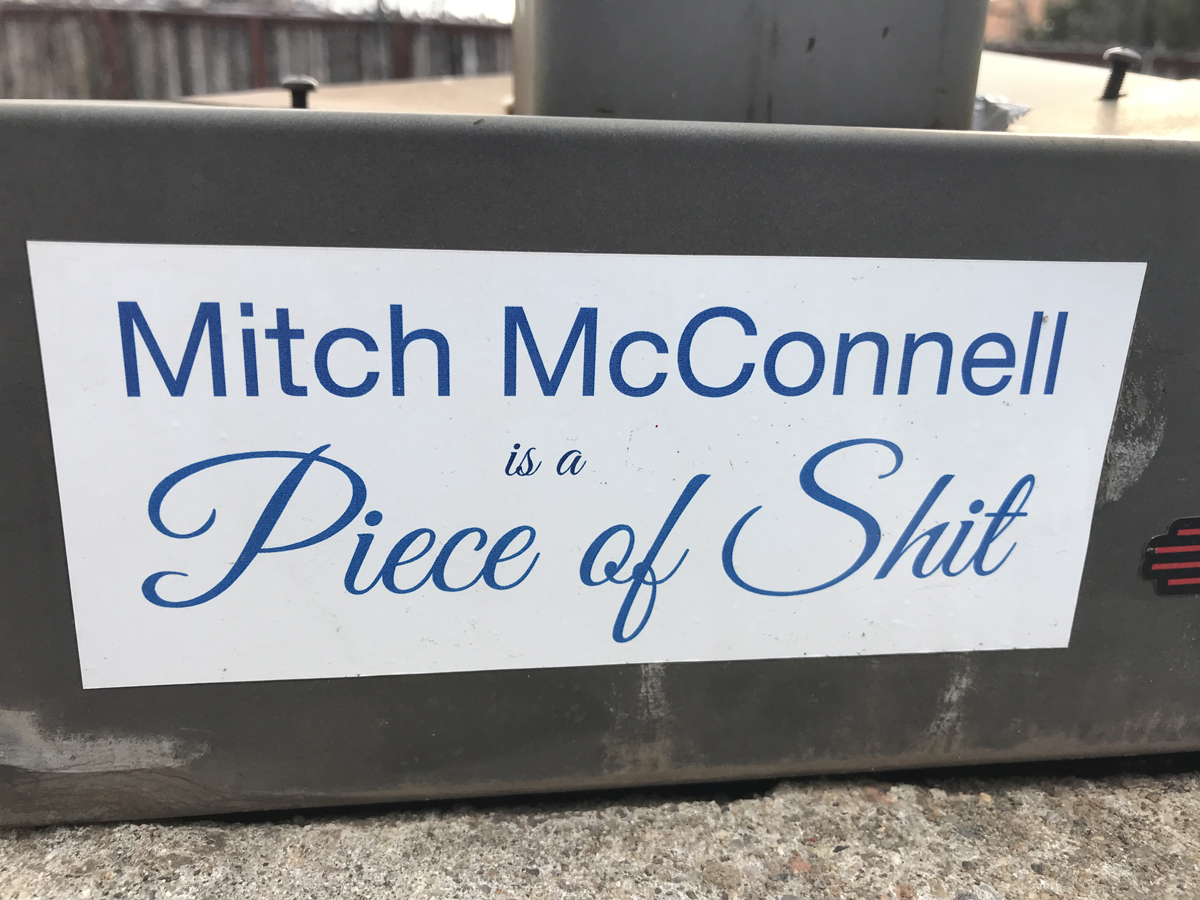 Mitch McConnell
is a
Piece of Shit